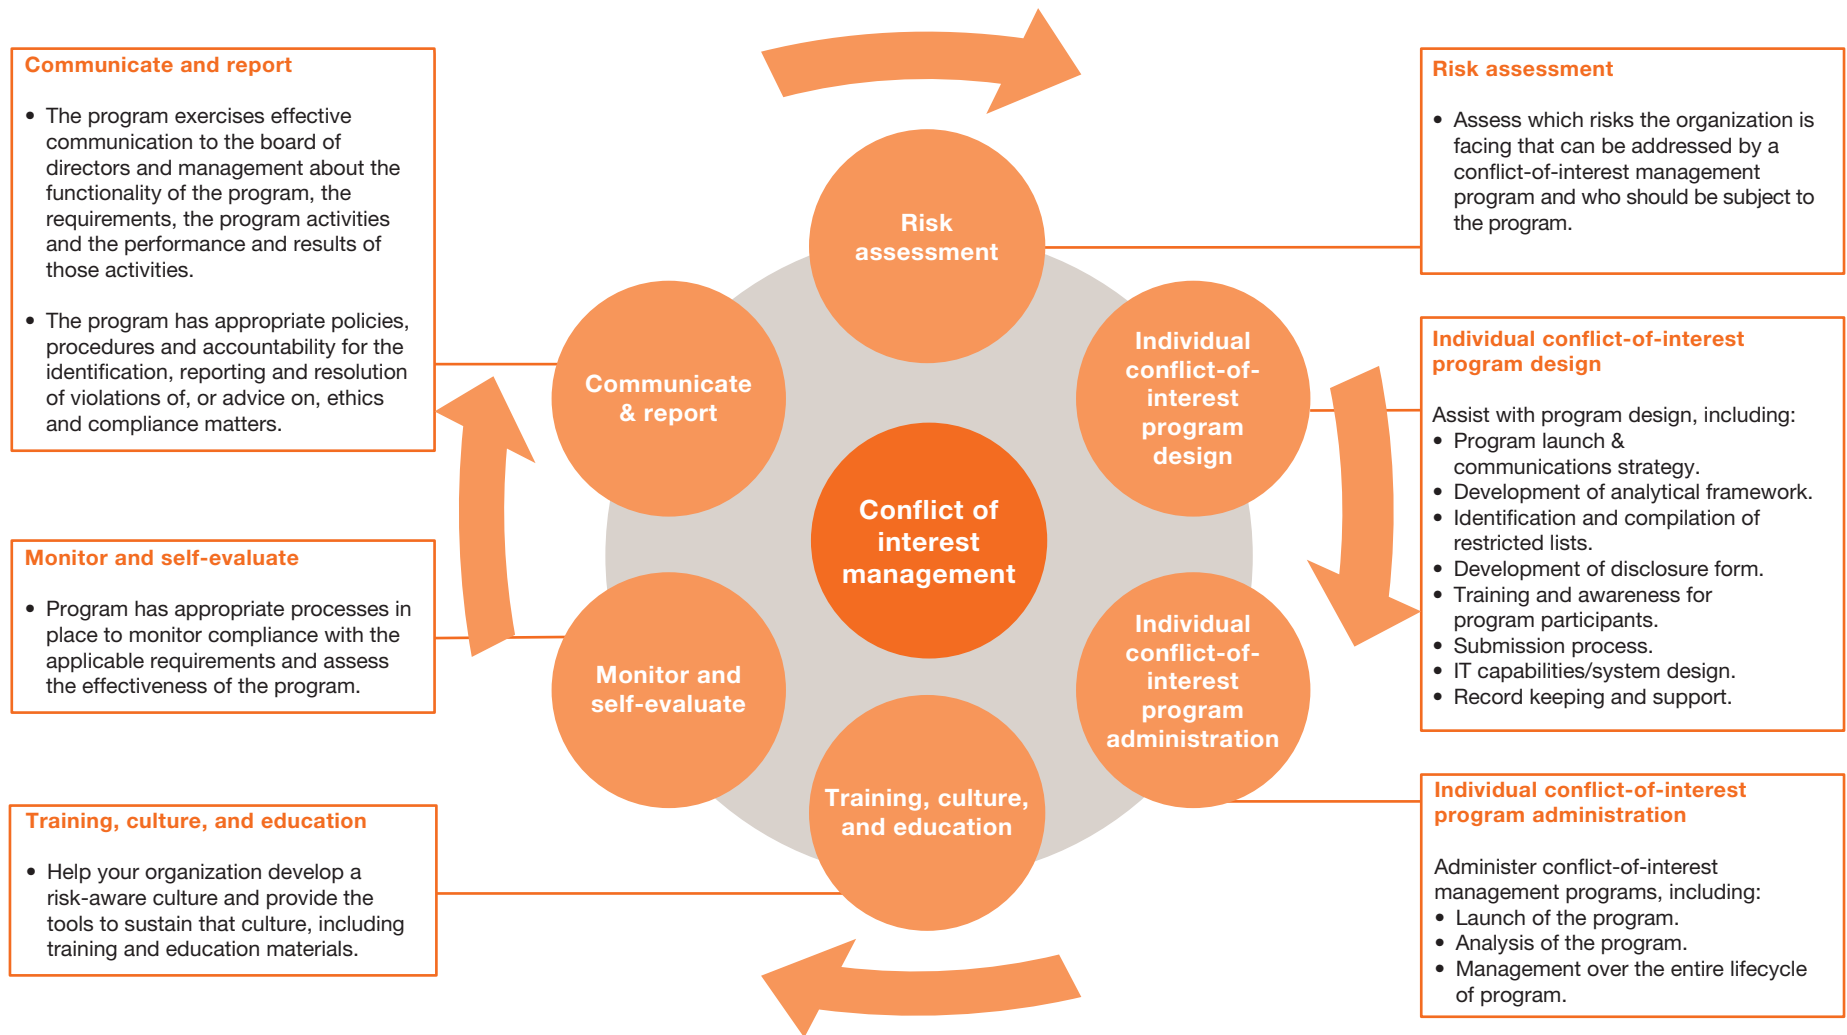 Communicate and report
• The program exercises effective
communication to the board of
directors and management about the
functionality of the program, the
requirements, the program activities
and the performance and results of
those activities.
• The program has appropriate policies,
procedures and accountability for the
identification, reporting and resolution
of violations of, or advice on, ethics
and compliance matters.
Monitor and self-evaluate
• Program has appropriate processes in
place to monitor compliance with the
applicable requirements and assess
the effectiveness of the program.
Training, culture, and education
• Help your organization develop a
risk-aware culture and provide the
tools to sustain that culture, including
training and education materials.
Risk
assessment
Communicate
& report
Individual
conflict-of-
interest
program
design
Conflict of
interest
management
Monitor and
self-evaluate
Individual
conflict-of-
interest
program
administration
Training, culture,
and education
Risk assessment
• Assess which risks the organization is
facing that can be addressed by a
conflict-of-interest management
program and who should be subject to
the program.
Individual conflict-of-interest
program design
Assist with program design, including:
• Program launch &
communications strategy.
• Development of analytical framework.
• Identification and compilation of
restricted lists.
• Development of disclosure form.
• Training and awareness for
program participants.
• Submission process.
• IT capabilities/system design.
• Record keeping and support.
Individual conflict-of-interest
program administration
Administer conflict-of-interest
management programs, including:
• Launch of the program.
• Analysis of the program.
• Management over the entire lifecycle
of program.